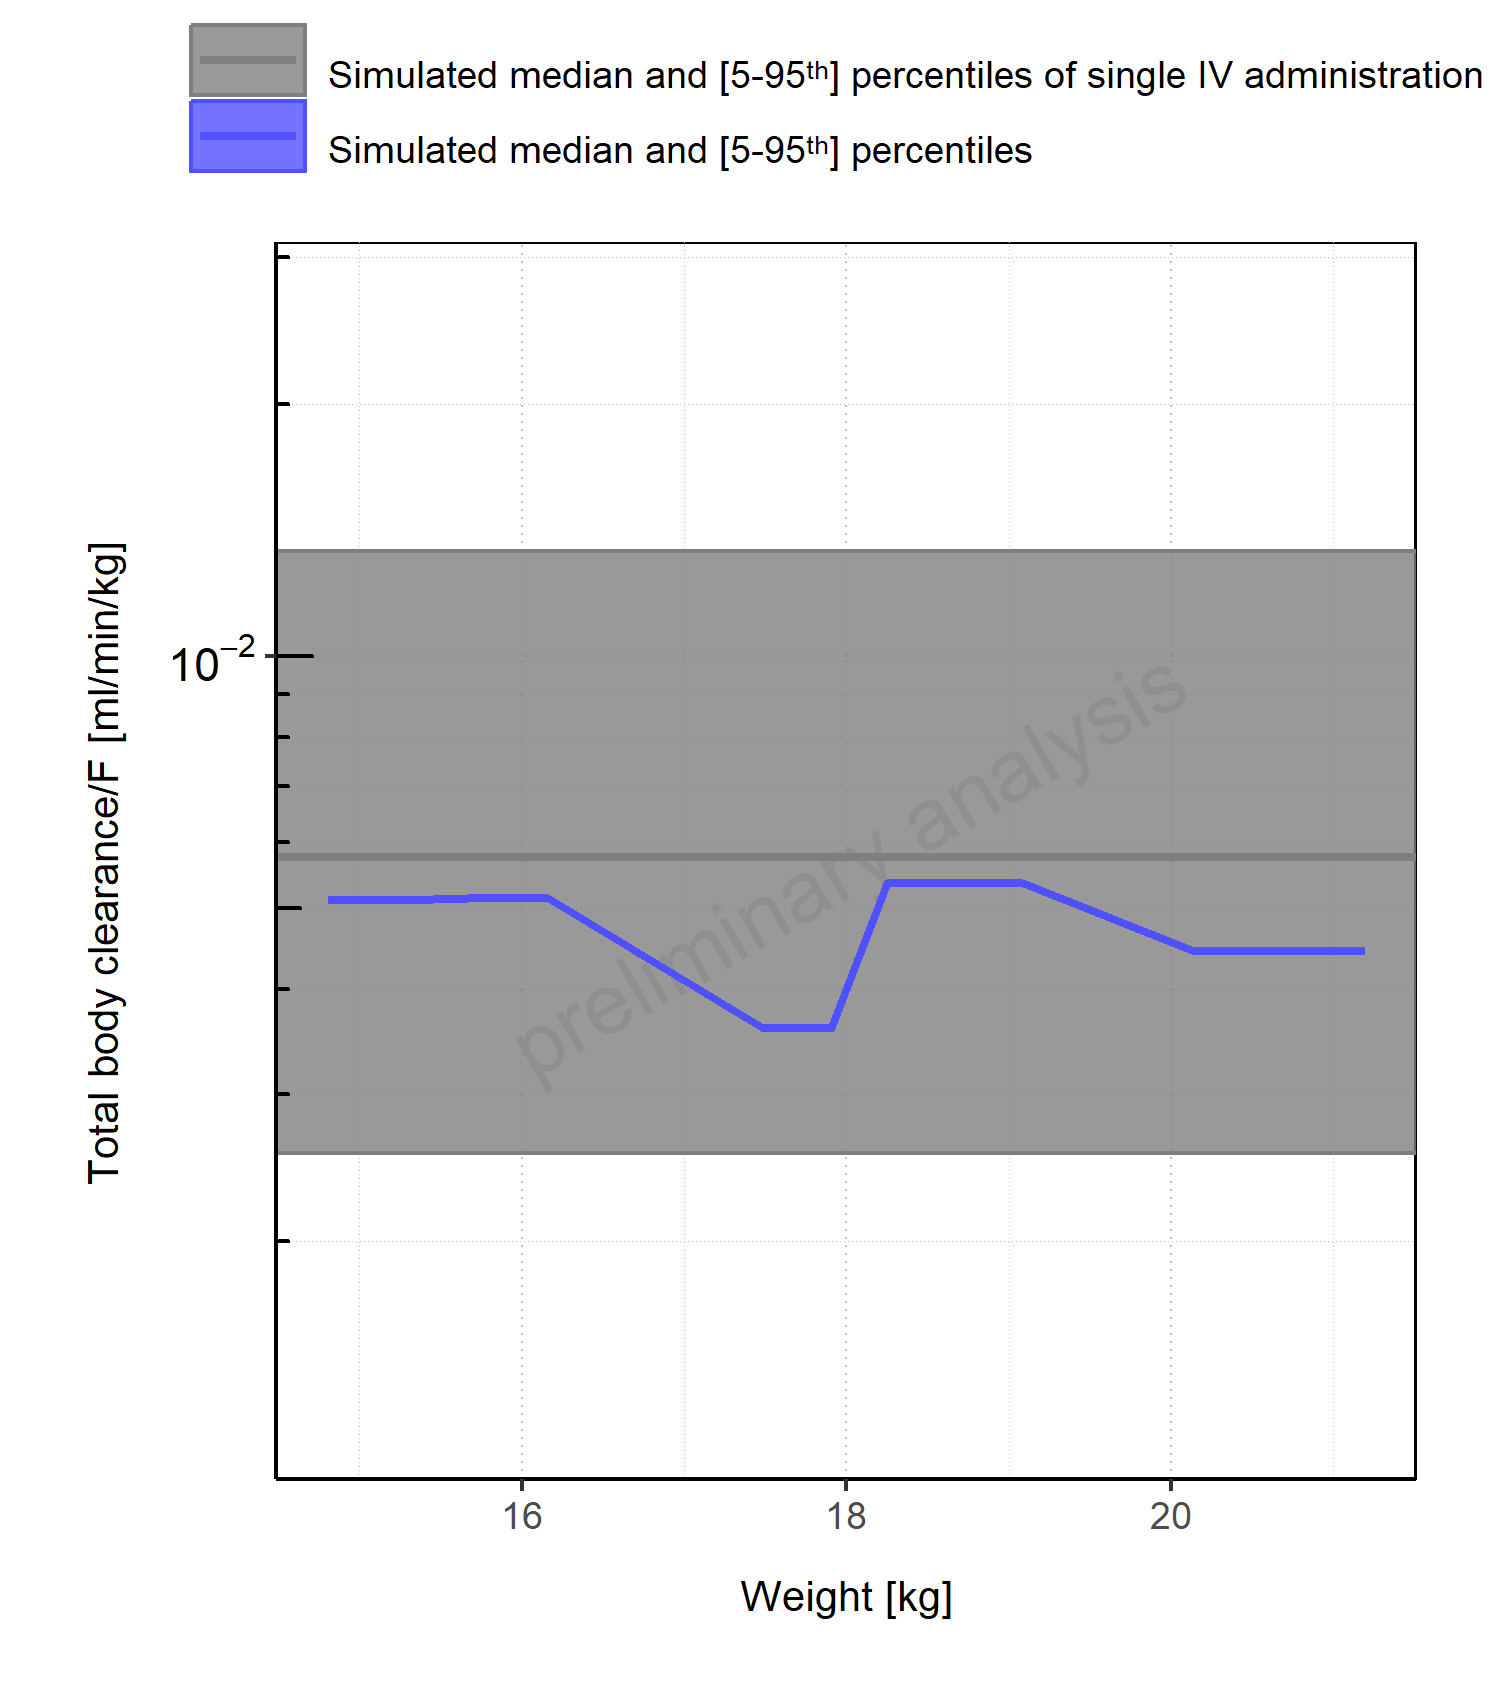 Simulated median and [5-95th] percentiles of single IV administration
Simulated median and [5-95th] percentiles
Total body clearance/F [ml/min/kg]
10−2
preliminary analysis
16 18 20
Weight [kg]